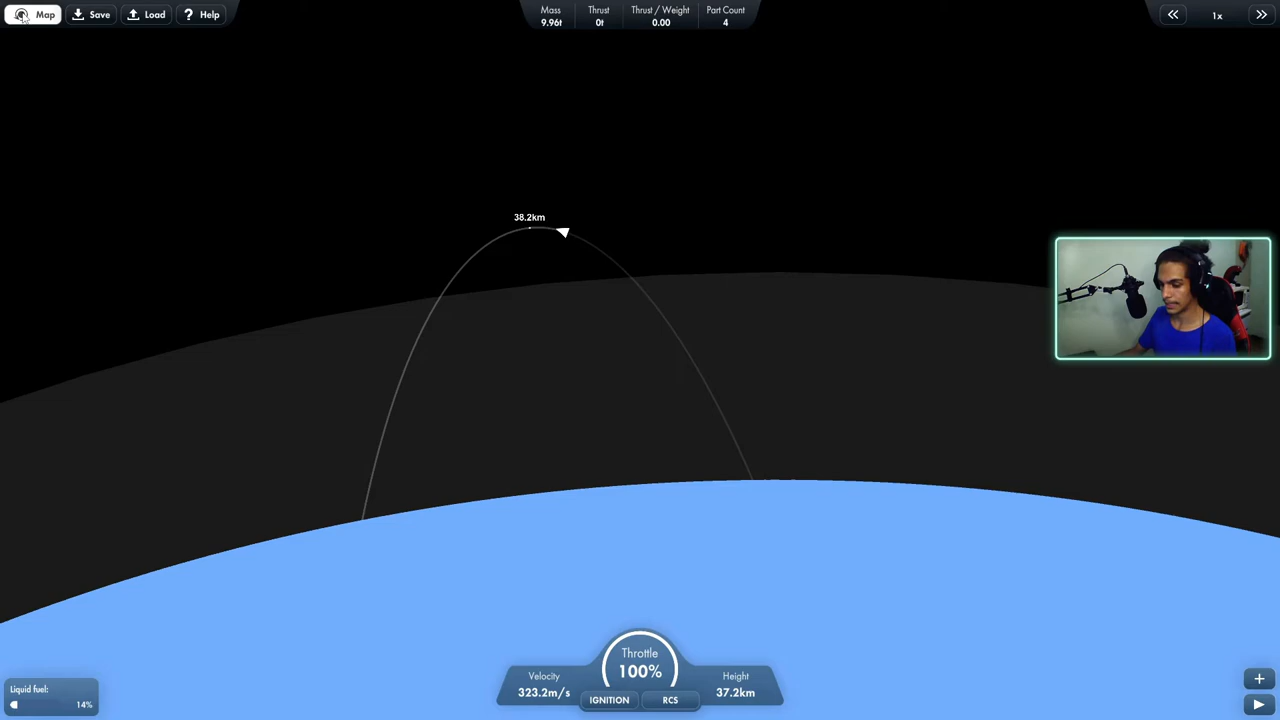 Map Save Load ? Help
Mass Thrust Thrust / Weight Part Count
9.96t 0t 0.00 4
1x
38.2km
Throttle
100%
Velocity
323.2m/s
Height
37.2km
IGNITION RCS
Liquid fuel:
14%